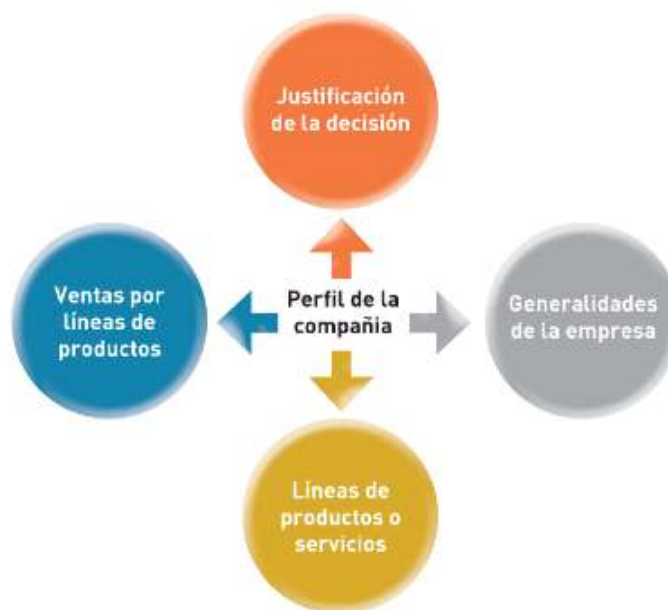 Justificación
de la decisión
Ventas por
líneas de
productos
Perfil de la
compañia
Generalidades
de la empresa
Líneas de
productos o
servicios